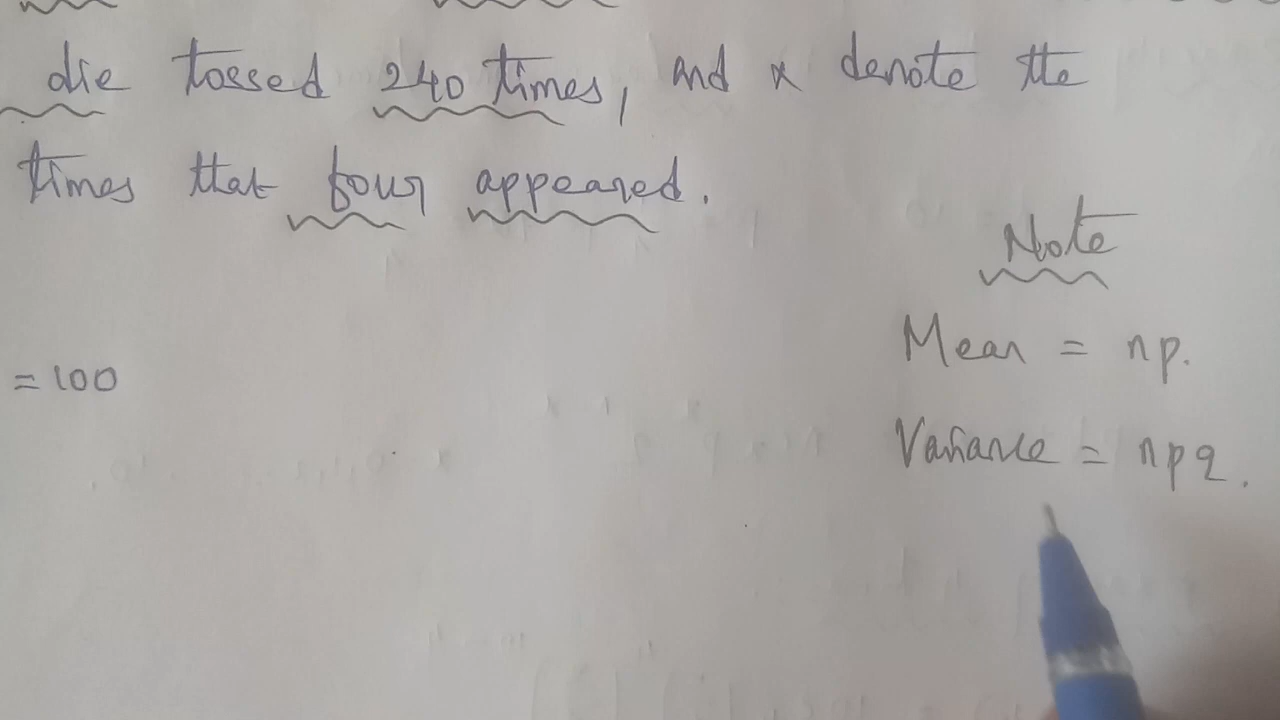 die tossed 240 times, and x denote the
times that four appeared.
Note
Mean = np.
= 100
Variance = npq.